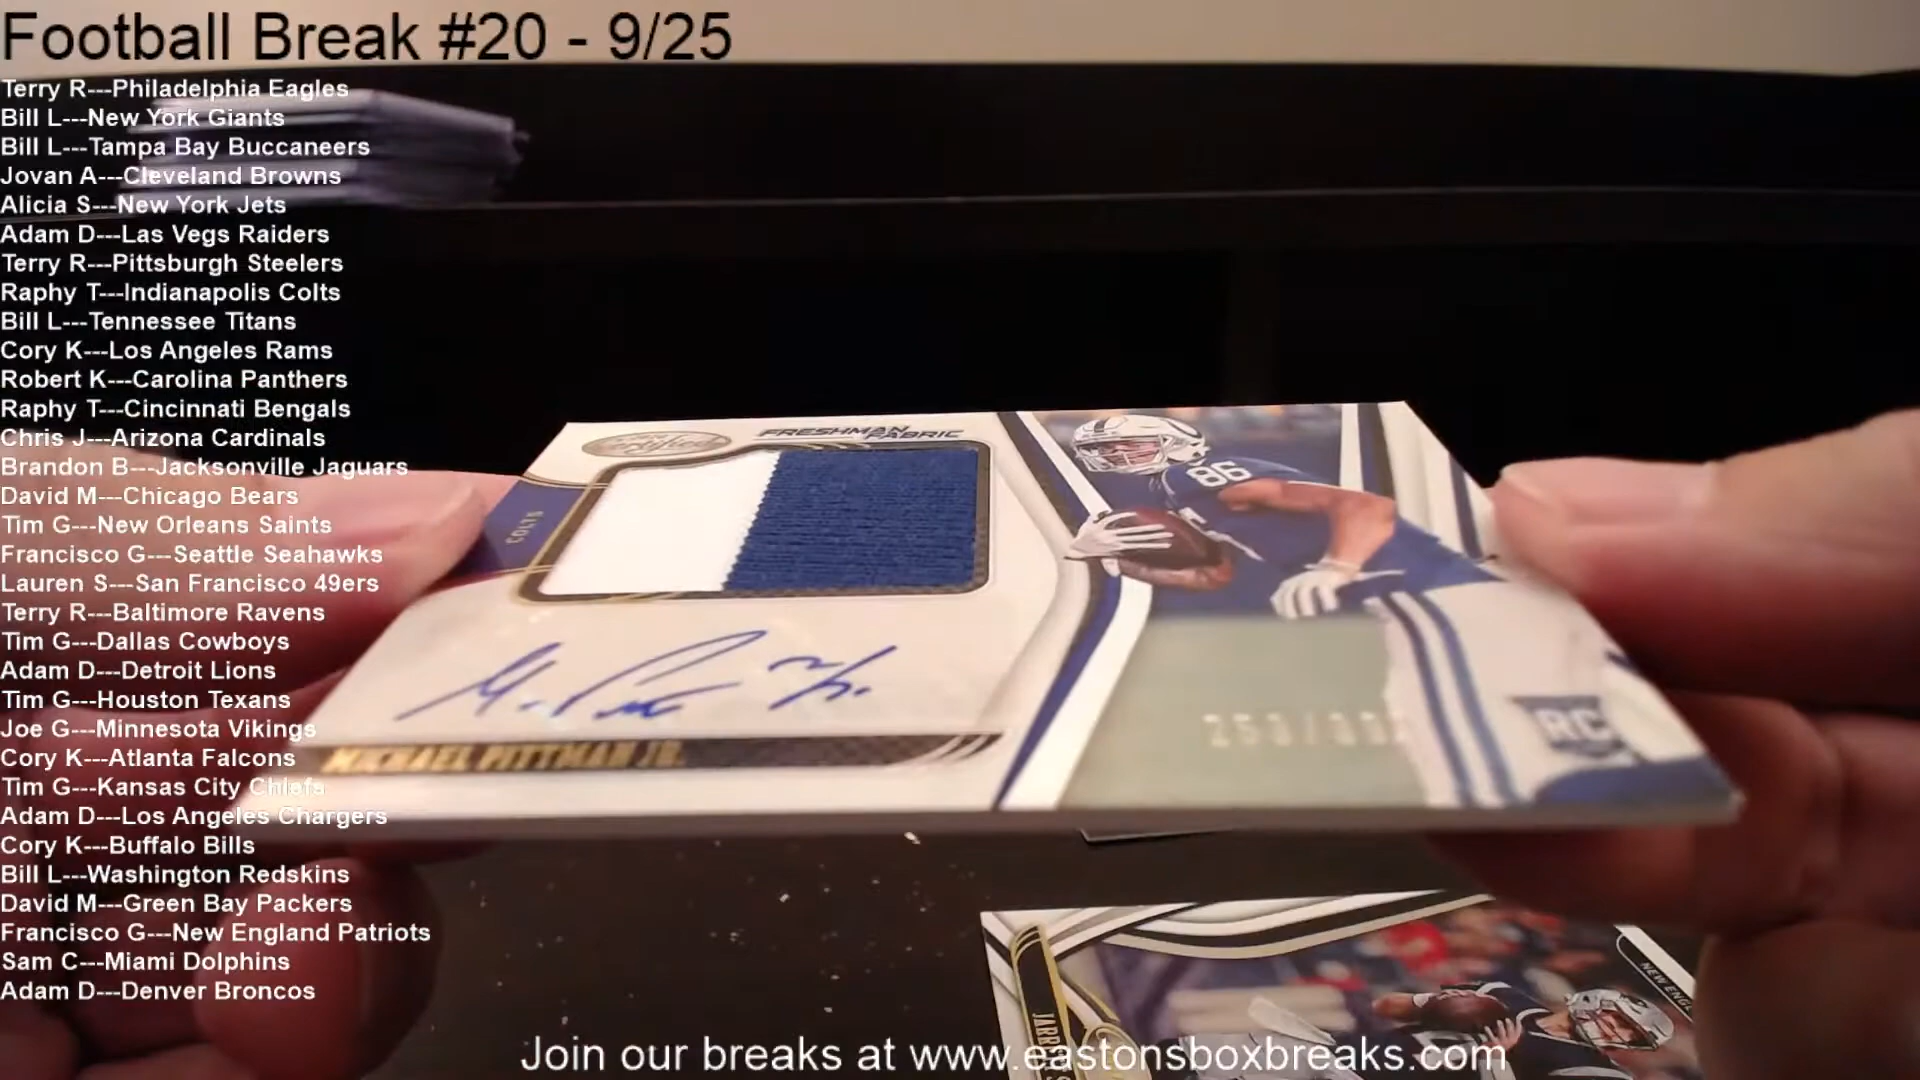 Football Break #20 - 9/25
Terry R---Philadelphia Eagles
Bill L---New York Giants
Bill L---Tampa Bay Buccaneers
Jovan A---Cleveland Browns
Alicia S---New York Jets
Adam D---Las Vegs Raiders
Terry R---Pittsburgh Steelers
Raphy T---Indianapolis Colts
Bill L---Tennessee Titans
Cory K---Los Angeles Rams
Robert K---Carolina Panthers
Raphy T---Cincinnati Bengals
Chris J---Arizona Cardinals
Brandon B---Jacksonville Jaguars
David M---Chicago Bears
Tim G---New Orleans Saints
Francisco G---Seattle Seahawks
Lauren S---San Francisco 49ers
Terry R---Baltimore Ravens
Tim G---Dallas Cowboys
Adam D---Detroit Lions
Tim G---Houston Texans
Joe G---Minnesota Vikings
Cory K---Atlanta Falcons
Tim G---Kansas City Chiefs
Adam D---Los Angeles Chargers
Cory K---Buffalo Bills
Bill L---Washington Redskins
David M---Green Bay Packers
Francisco G---New England Patriots
Sam C---Miami Dolphins
Adam D---Denver Broncos
FRESHMAN
FABRIC
COLTS
86
MICHAEL PITTMAN JR.
RC
NEW
Join our breaks at www.eastonsboxbreaks.com